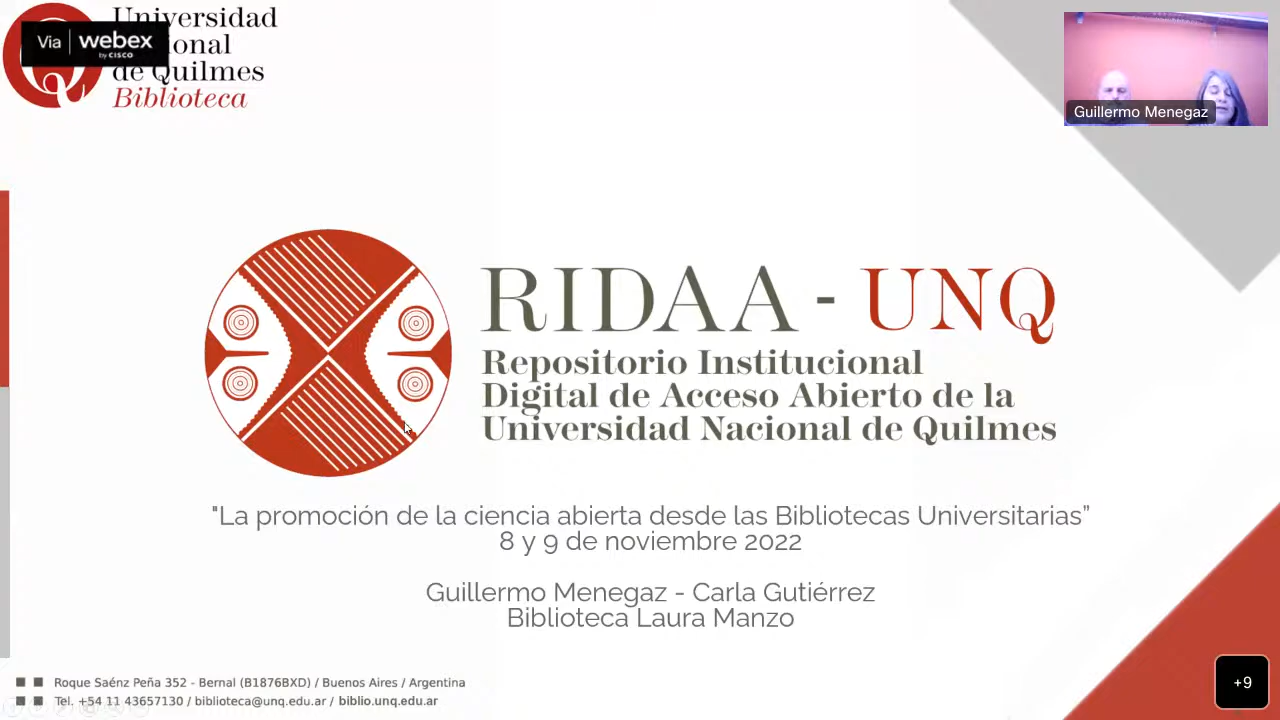 Universidad
Via webex
by CISCO
de Quilmes
Biblioteca
Guillermo Menegaz
RIDAA - UNQ
Repositorio Institucional
Digital de Acceso Abierto de la
Universidad Nacional de Quilmes
"La promoción de la ciencia abierta desde las Bibliotecas Universitarias”
8 y 9 de noviembre 2022
Guillermo Menegaz - Carla Gutiérrez
Biblioteca Laura Manzo
Roque Saénz Peña 352 - Bernal (B1876BXD) / Buenos Aires / Argentina
Tel. +54 11 43657130 / biblioteca@unq.edu.ar / biblio.unq.edu.ar
+9